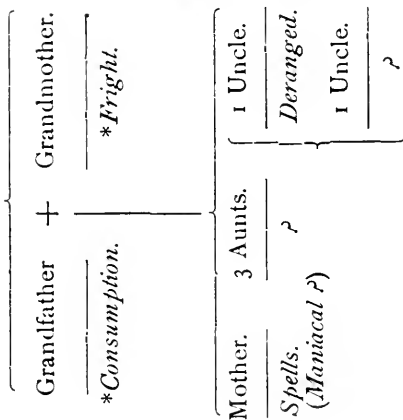 Grandfather + Grandmother.
*Consumption. *Fright.
Mother. 3 Aunts. 1 Uncle.
Spells. ? Deranged.
(Maniacal ?) 1 Uncle.
?